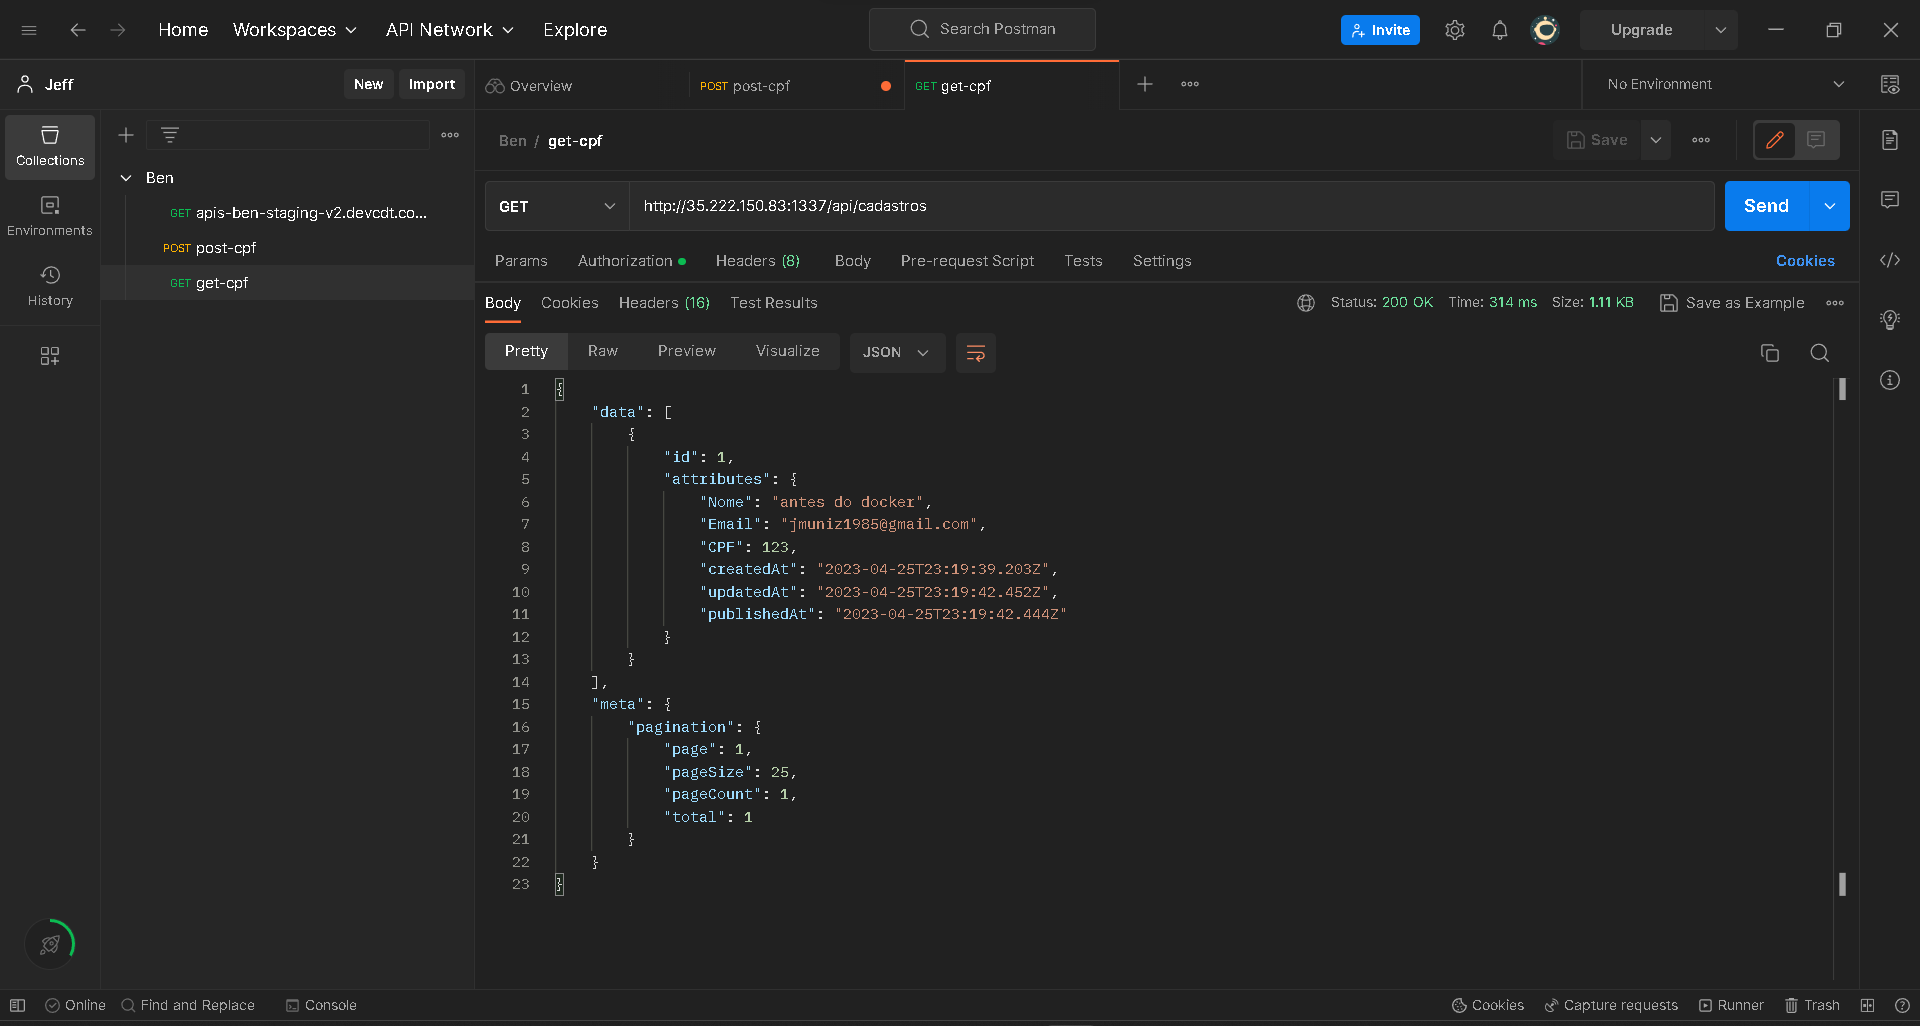 Home Workspaces API Network Explore Search Postman Invite Upgrade
Jeff New Import Overview POST post-cpf GET get-cpf No Environment
Collections
Environments
History
Ben
GET apis-ben-staging-v2.devcdt.co...
POST post-cpf
GET get-cpf
Ben / get-cpf Save
GET http://35.222.150.83:1337/api/cadastros Send
Params Authorization Headers (8) Body Pre-request Script Tests Settings Cookies
Body Cookies Headers (16) Test Results Status: 200 OK Time: 314 ms Size: 1.11 KB Save as Example
Pretty Raw Preview Visualize JSON
1 {
2 "data": [
3 {
4 "id": 1,
5 "attributes": {
6 "Nome": "antes do docker",
7 "Email": "jmuniz1985@gmail.com",
8 "CPF": 123,
9 "createdAt": "2023-04-25T23:19:39.203Z",
10 "updatedAt": "2023-04-25T23:19:42.452Z",
11 "publishedAt": "2023-04-25T23:19:42.444Z"
12 }
13 }
14 ],
15 "meta": {
16 "pagination": {
17 "page": 1,
18 "pageSize": 25,
19 "pageCount": 1,
20 "total": 1
21 }
22 }
23 }
Online Find and Replace Console Cookies Capture requests Runner Trash